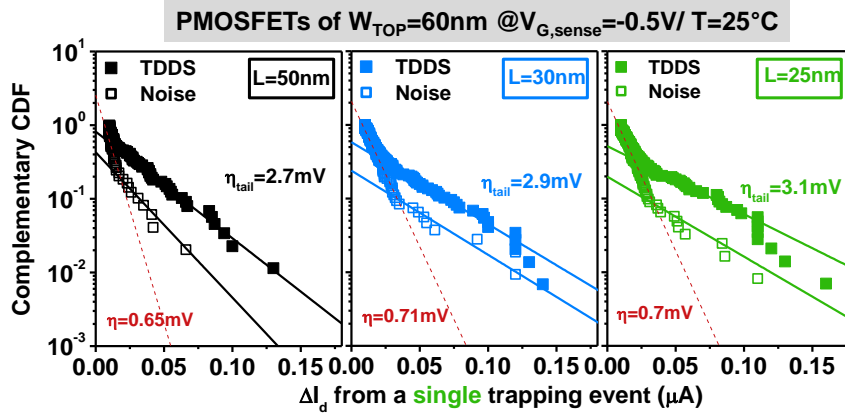 PMOSFETs of W_TOP=60nm @V_G,sense=-0.5V/ T=25°C
Complementary CDF
10^1
10^0
10^-1
10^-2
10^-3
TDDS
Noise
L=50nm
η_tail=2.7mV
η=0.65mV
0.00 0.05 0.10 0.15
TDDS
Noise
L=30nm
η_tail=2.9mV
η=0.71mV
0.00 0.05 0.10 0.15
TDDS
Noise
L=25nm
η_tail=3.1mV
η=0.7mV
0.00 0.05 0.10 0.15
ΔI_d from a single trapping event (μA)